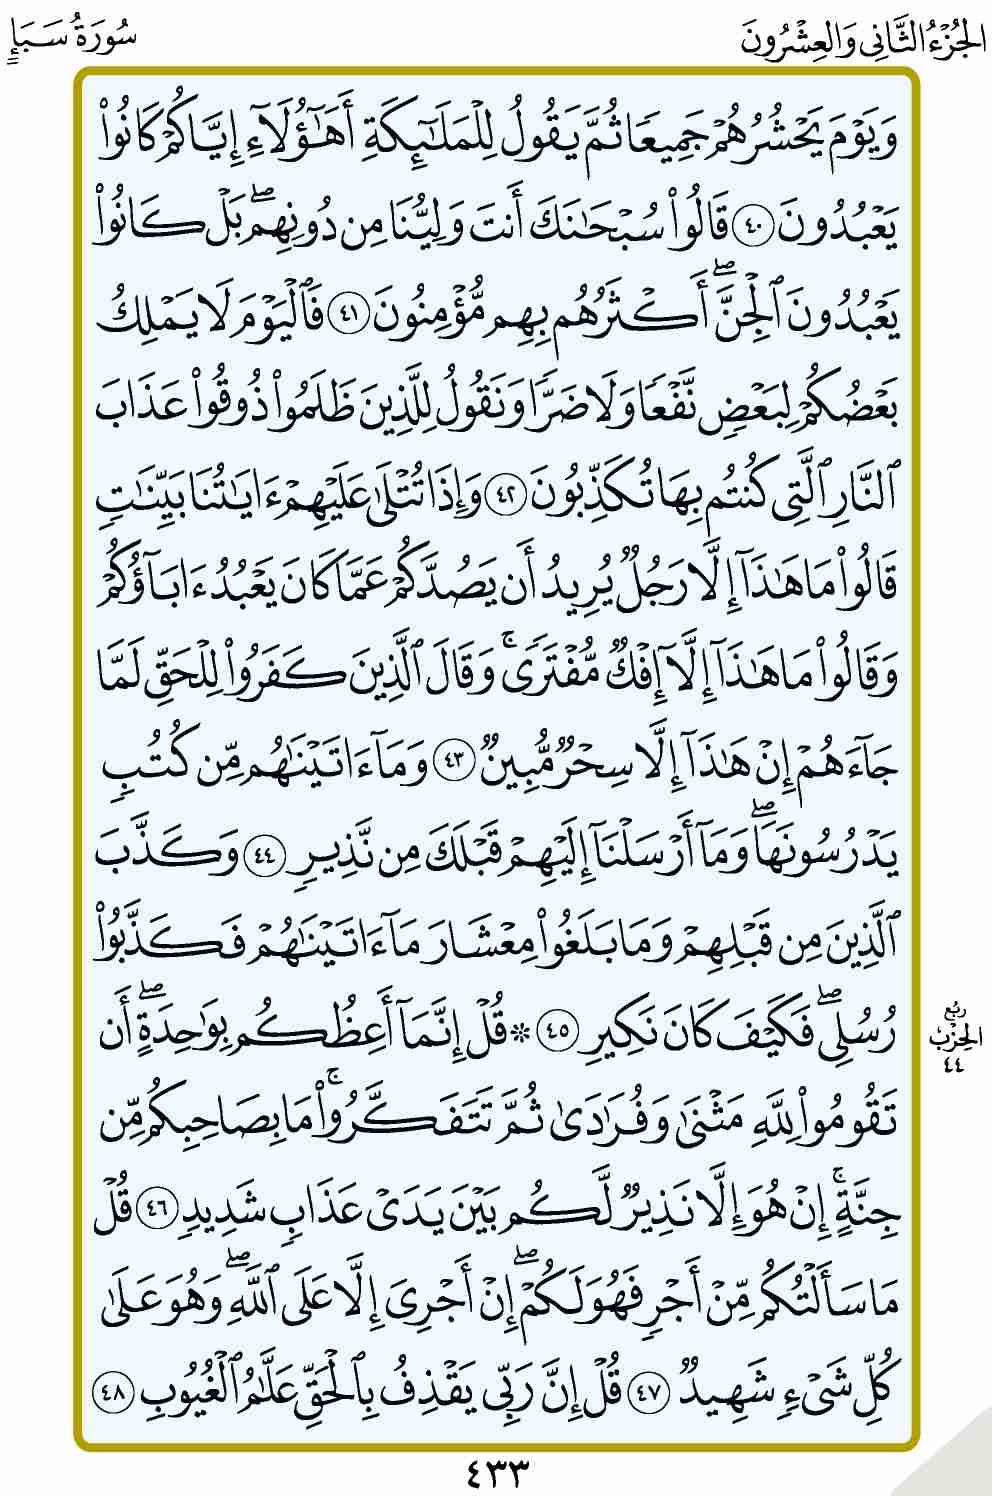 الجُزْءُ الثَّانِي وَالعِشْرُونَ
سُورَةُ سَبَإٍ
وَيَوْمَ يَحْشُرُهُمْ جَمِيعًا ثُمَّ يَقُولُ لِلْمَلَٰٓئِكَةِ أَهَٰٓؤُلَآءِ إِيَّاكُمْ كَانُوا۟
يَعْبُدُونَ ٤٠ قَالُوا۟ سُبْحَٰنَكَ أَنتَ وَلِيُّنَا مِن دُونِهِمۖ بَلْ كَانُوا۟
يَعْبُدُونَ ٱلْجِنَّۖ أَكْثَرُهُم بِهِم مُّؤْمِنُونَ ٤١ فَٱلْيَوْمَ لَا يَمْلِكُ
بَعْضُكُمْ لِبَعْضٍ نَّفْعًا وَلَا ضَرًّا وَنَقُولُ لِلَّذِينَ ظَلَمُوا۟ ذُوقُوا۟ عَذَابَ
ٱلنَّارِ ٱلَّتِى كُنتُم بِهَا تُكَذِّبُونَ ٤٢ وَإِذَا تُتْلَىٰ عَلَيْهِمْ ءَايَٰتُنَا بَيِّنَٰتٍ
قَالُوا۟ مَا هَٰذَآ إِلَّا رَجُلٌ يُرِيدُ أَن يَصُدَّكُمْ عَمَّا كَانَ يَعْبُدُ ءَابَآؤُكُمْ
وَقَالُوا۟ مَا هَٰذَآ إِلَّآ إِفْكٌ مُّفْتَرًىۚ وَقَالَ ٱلَّذِينَ كَفَرُوا۟ لِلْحَقِّ لَمَّا
جَآءَهُمْ إِنْ هَٰذَآ إِلَّا سِحْرٌ مُّبِينٌ ٤٣ وَمَآ ءَاتَيْنَٰهُم مِّن كُتُبٍ
يَدْرُسُونَهَاۖ وَمَآ أَرْسَلْنَآ إِلَيْهِمْ قَبْلَكَ مِن نَّذِيرٍ ٤٤ وَكَذَّبَ
ٱلَّذِينَ مِن قَبْلِهِمْ وَمَا بَلَغُوا۟ مِعْشَارَ مَآ ءَاتَيْنَٰهُمْ فَكَذَّبُوا۟
رُسُلِىۖ فَكَيْفَ كَانَ نَكِيرِ ٤٥ ۞ قُلْ إِنَّمَآ أَعِظُكُم بِوَٰحِدَةٍۖ أَن
تَقُومُوا۟ لِلَّهِ مَثْنَىٰ وَفُرَٰدَىٰ ثُمَّ تَتَفَكَّرُوا۟ۚ مَا بِصَاحِبِكُم مِّن
جِنَّةٍۚ إِنْ هُوَ إِلَّا نَذِيرٌ لَّكُم بَيْنَ يَدَىْ عَذَابٍ شَدِيدٍ ٤٦ قُلْ
مَا سَأَلْتُكُم مِّنْ أَجْرٍ فَهُوَ لَكُمْۖ إِنْ أَجْرِىَ إِلَّا عَلَى ٱللَّهِۖ وَهُوَ عَلَىٰ
كُلِّ شَىْءٍ شَهِيدٌ ٤٧ قُلْ إِنَّ رَبِّى يَقْذِفُ بِٱلْحَقِّ عَلَّٰمُ ٱلْغُيُوبِ ٤٨
رُبُع
الحِزْب
٤٤
٤٣٣